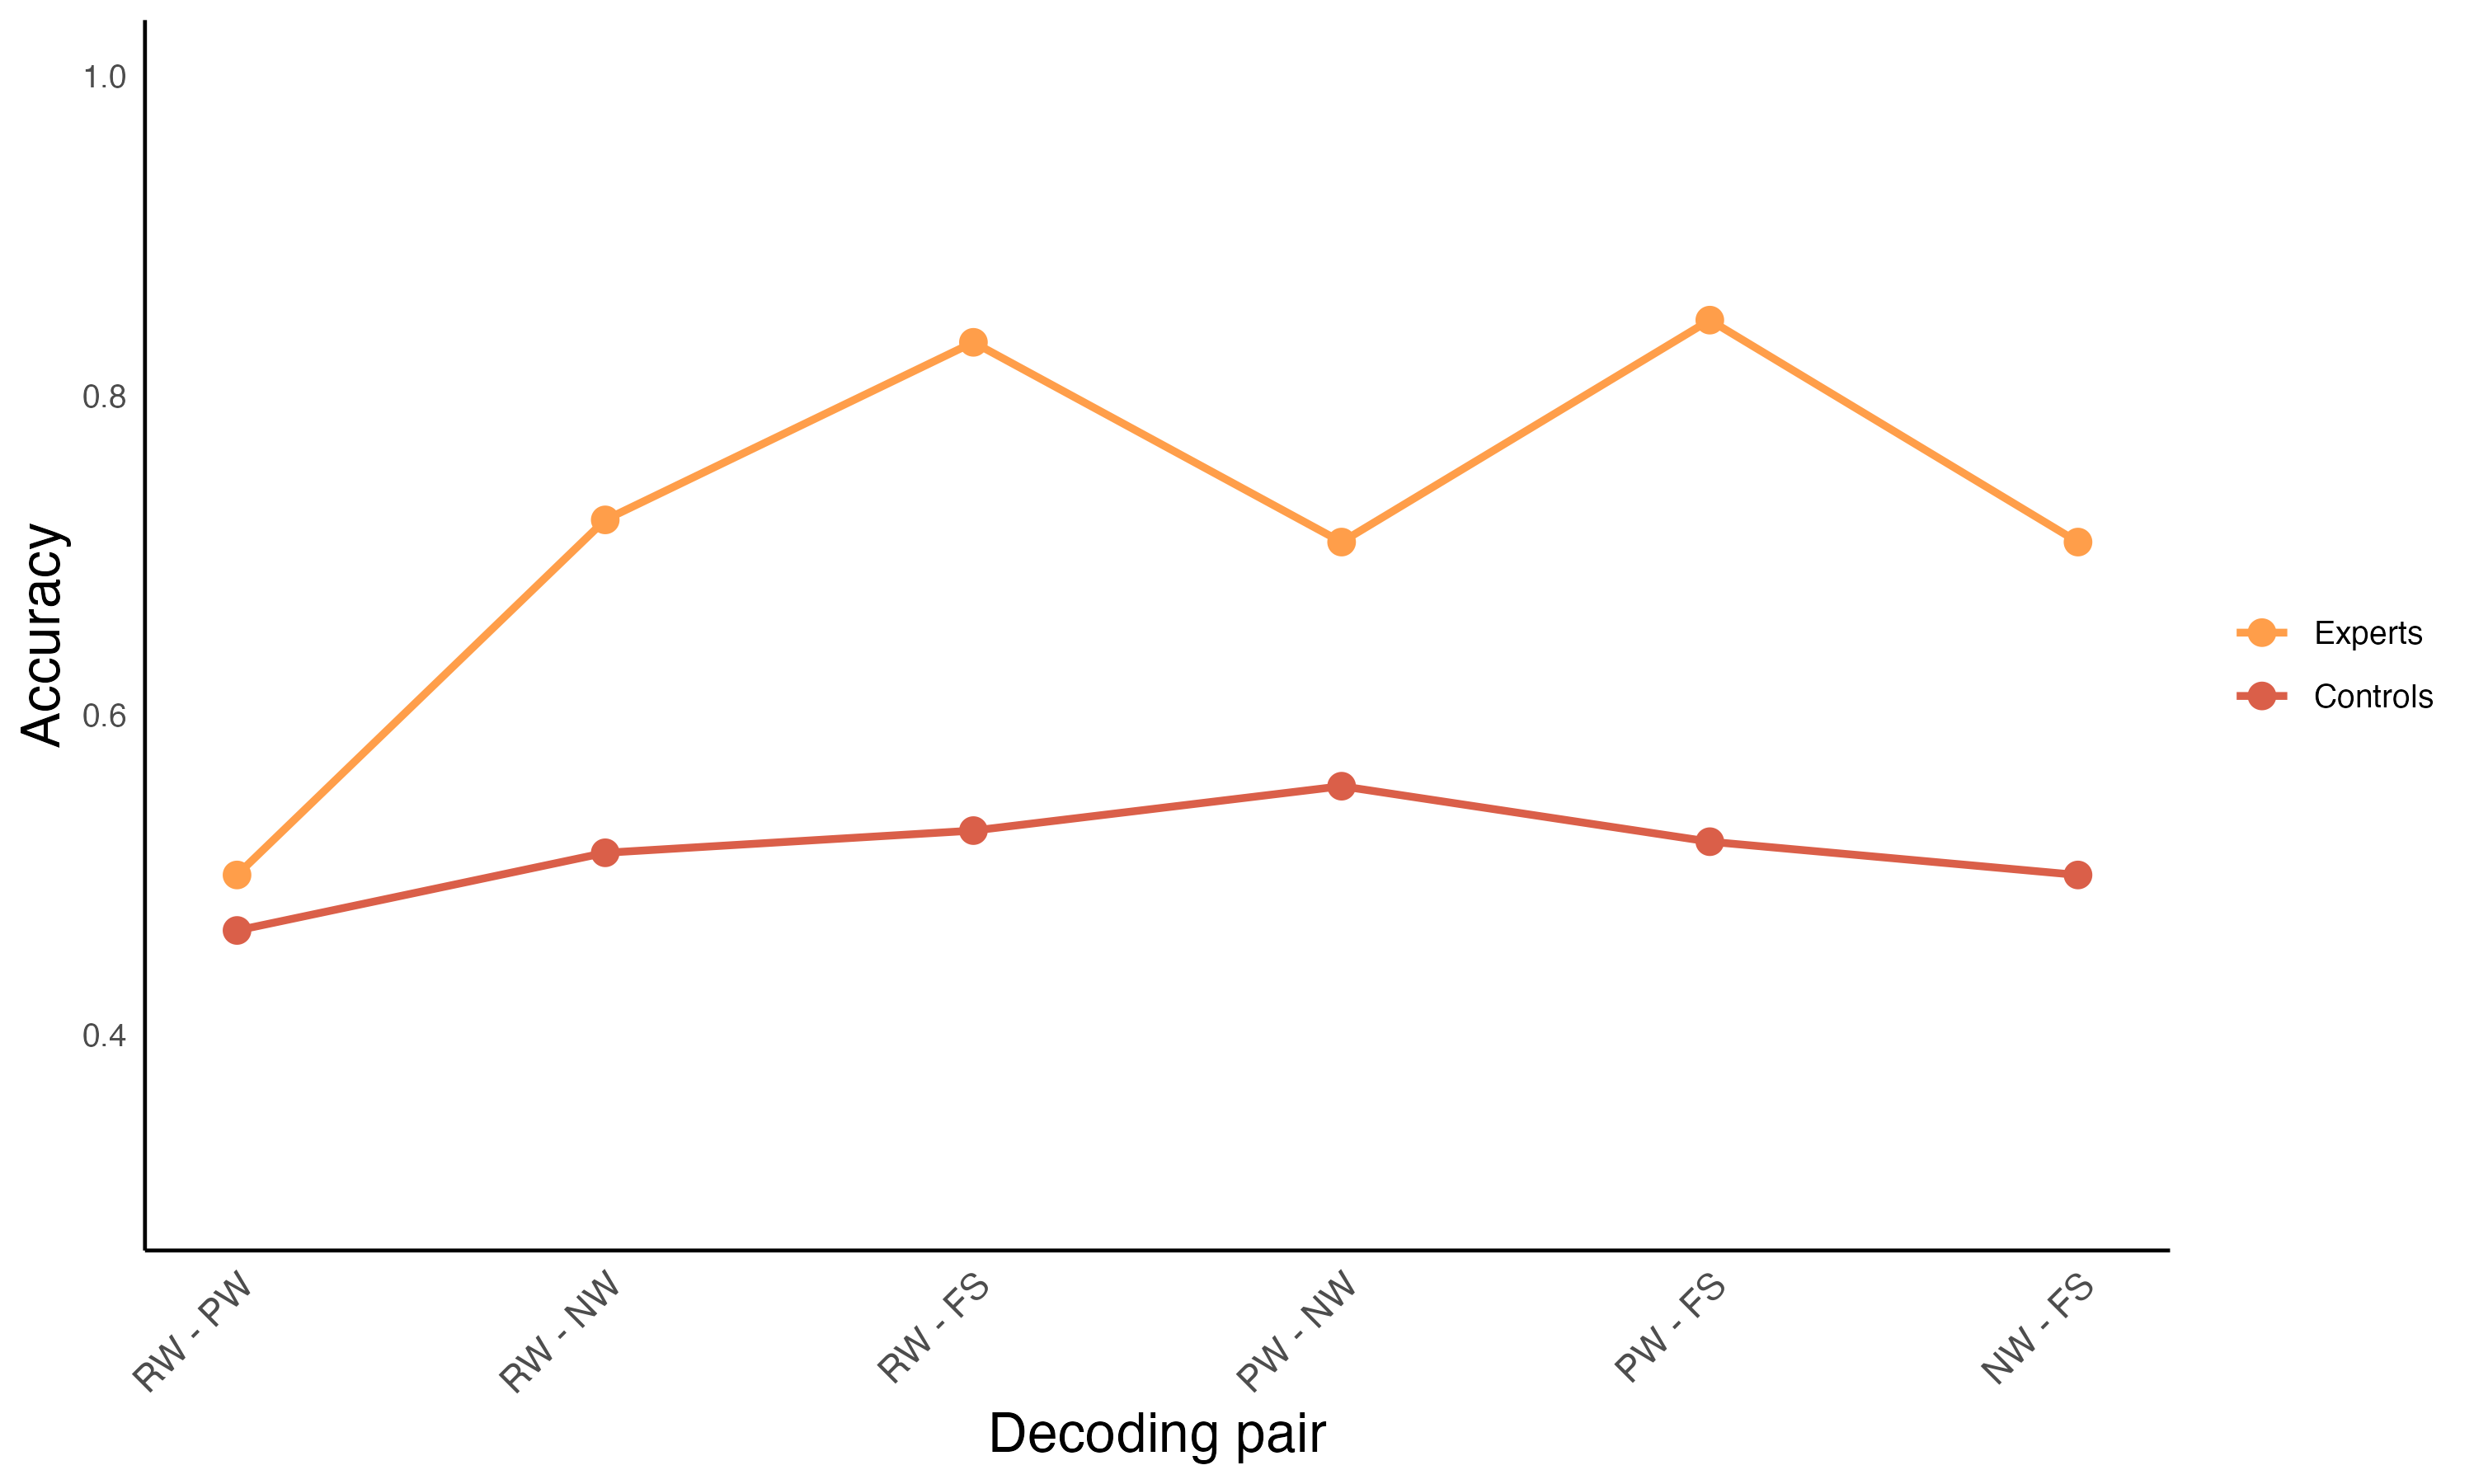 1.0
0.8
0.6
0.4
Accuracy
RW - PW
RW - NW
RW - FS
PW - NW
PW - FS
NW - FS
Decoding pair
Experts
Controls